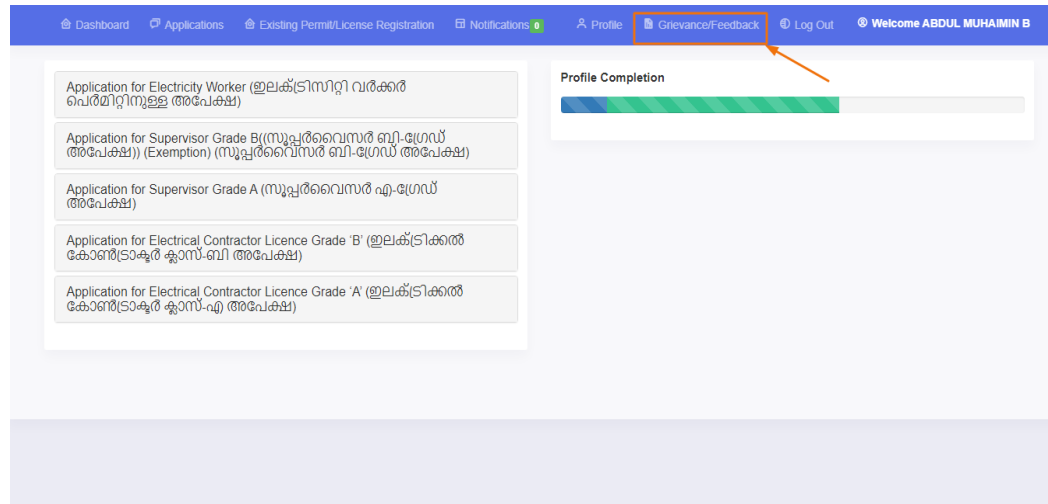 Dashboard Applications Existing Permit/License Registration Notifications 0 Profile Grievance/Feedback Log Out Welcome ABDUL MUHAIMIN B
Application for Electricity Worker (ഇലക്ട്രിസിറ്റി വർക്കർ
പെർമിറ്റിനുള്ള അപേക്ഷ)
Application for Supervisor Grade B((സൂപ്പർവൈസർ ബി-ഗ്രേഡ്
അപേക്ഷ)) (Exemption) (സൂപ്പർവൈസർ ബി-ഗ്രേഡ് അപേക്ഷ)
Application for Supervisor Grade A (സൂപ്പർവൈസർ എ-ഗ്രേഡ്
അപേക്ഷ)
Application for Electrical Contractor Licence Grade 'B' (ഇലക്ട്രിക്കൽ
കോൺട്രാക്ടർ ക്ലാസ്-ബി അപേക്ഷ)
Application for Electrical Contractor Licence Grade 'A' (ഇലക്ട്രിക്കൽ
കോൺട്രാക്ടർ ക്ലാസ്-എ) അപേക്ഷ)
Profile Completion